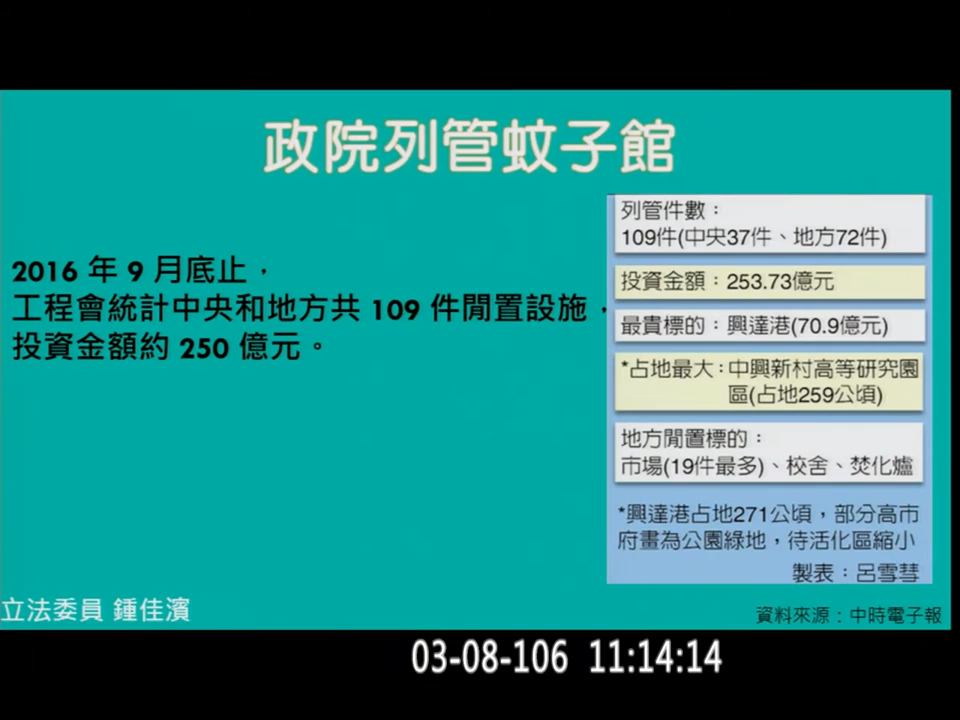 政院列管蚊子館
2016 年 9 月底止，
工程會統計中央和地方共 109 件閒置設施，
投資金額約 250 億元。
列管件數：
109件(中央37件、地方72件)
投資金額：253.73億元
最貴標的：興達港(70.9億元)
*占地最大：中興新村高等研究園
區(占地259公頃)
地方閒置標的：
市場(19件最多)、校舍、焚化爐
*興達港占地271公頃，部分高市
府畫為公園綠地，待活化區縮小
製表：呂雪彗
立法委員 鍾佳濱
資料來源：中時電子報
03-08-106 11:14:14